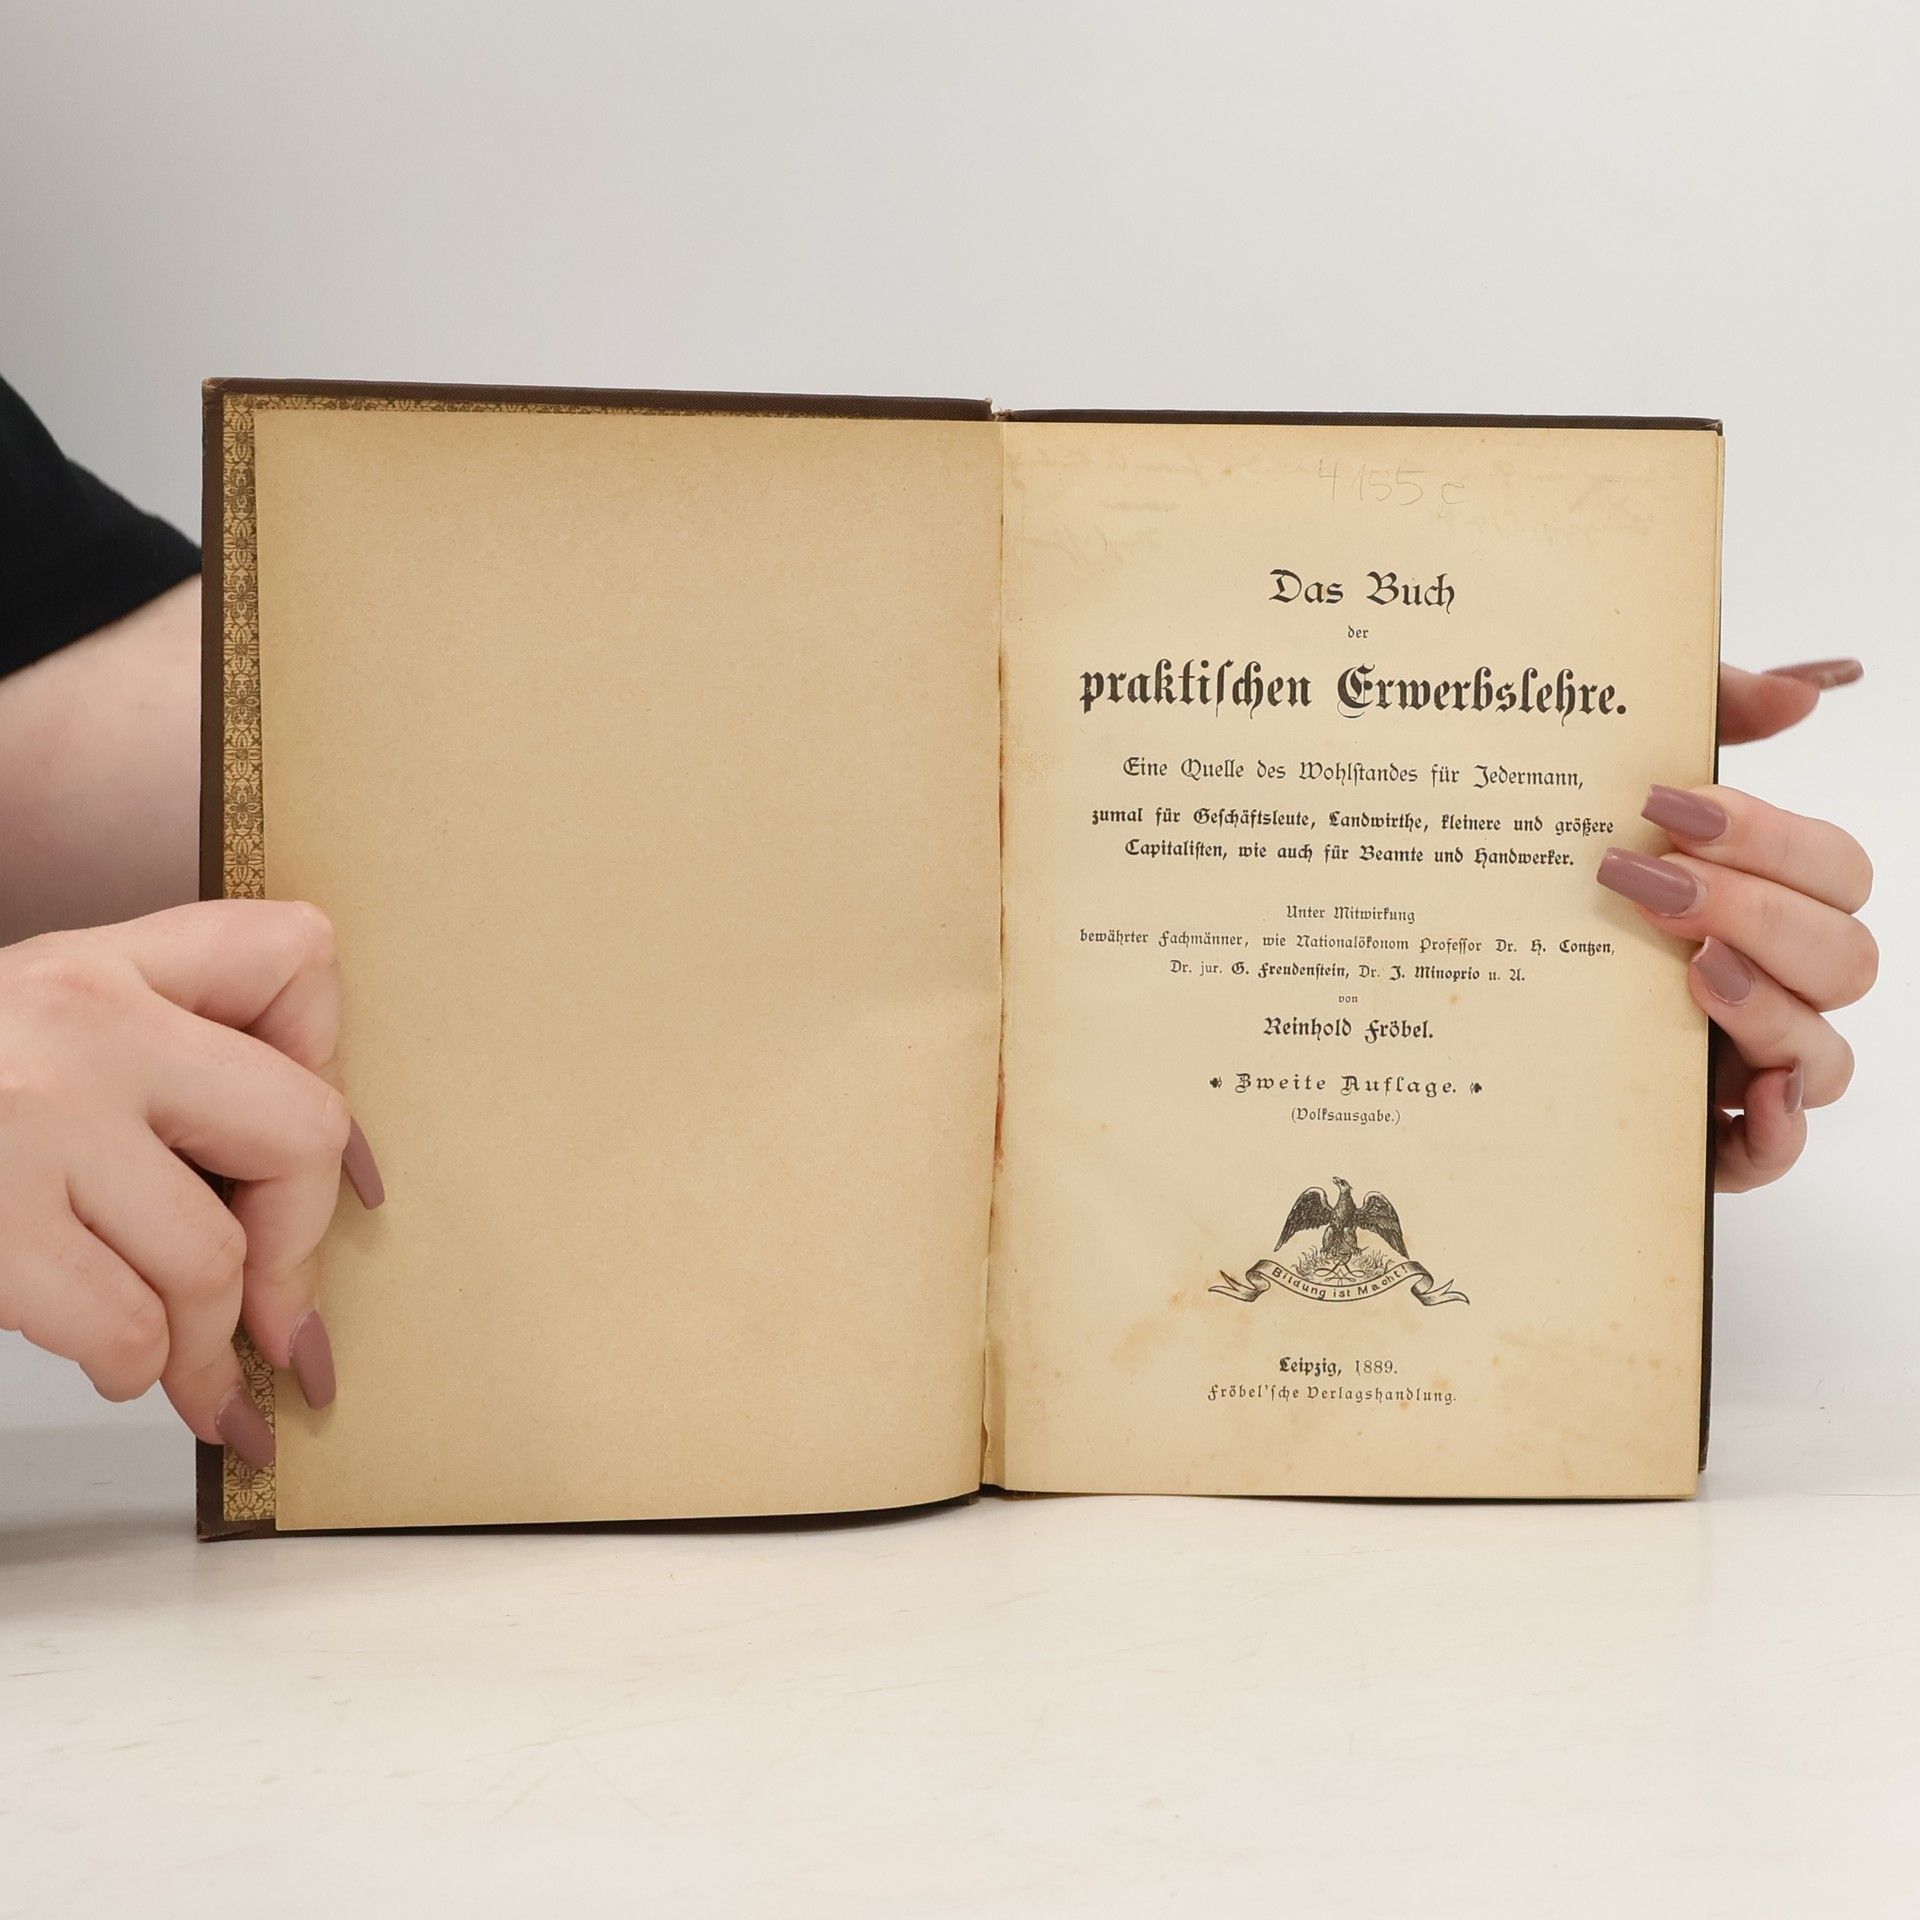 4155 c
Das Buch
der
praktiſchen Erwerbslehre.
Eine Quelle des Wohlſtandes für Jedermann,
zumal für Geſchäftsleute, Landwirthe, kleinere und größere
Capitaliſten, wie auch für Beamte und Handwerker.
Unter Mitwirkung
bewährter Fachmänner, wie Nationalökonom Profeſſor Dr. H. Contzen,
Dr. jur. G. Freudenſtein, Dr. J. Minoprio u. A.
von
Reinhold Fröbel.
Zweite Auflage.
(Volksausgabe.)
Bildung ist Macht!
Leipzig, 1889.
Fröbel'ſche Verlagshandlung.